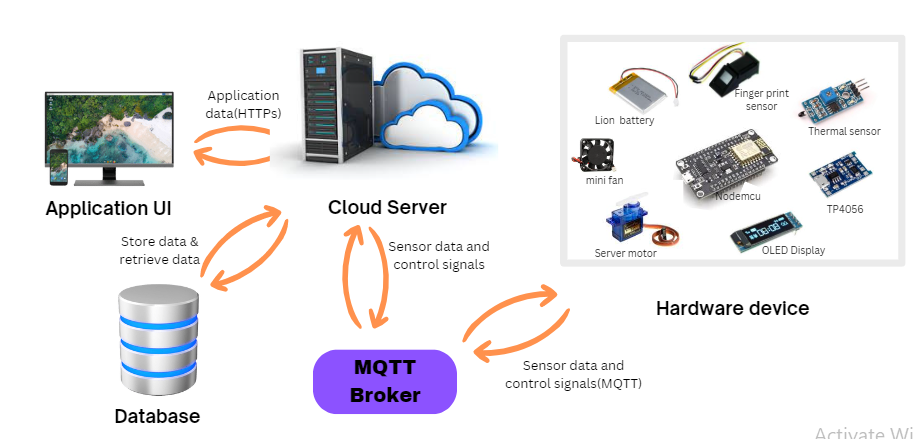 Application
data(HTTPs)
Application UI
Cloud Server
Store data &
retrieve data
Database
Sensor data and
control signals
MQTT
Broker
Sensor data and
control signals(MQTT)
Lion battery
Finger print
sensor
Thermal sensor
mini fan
Nodemcu
TP4056
Server motor
OLED Display
08:08
Hardware device
Activate Wi